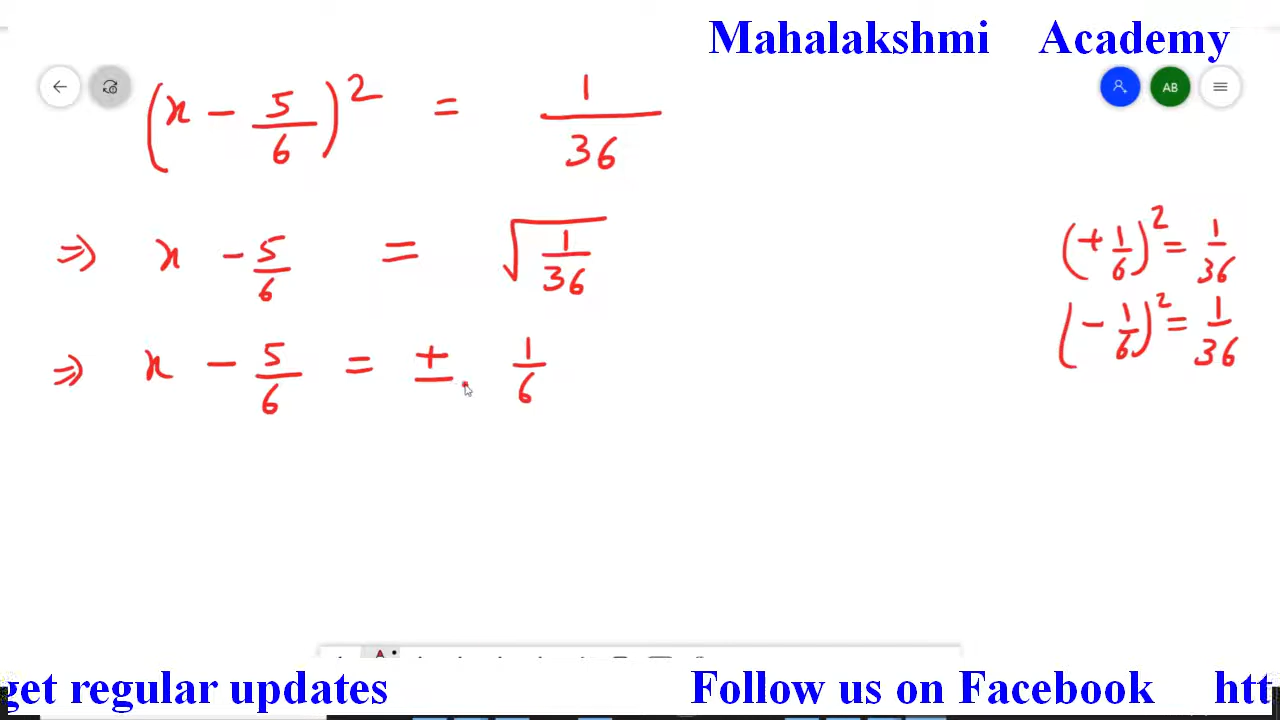 Mahalakshmi Academy
AB
(x - 5/6)² = 1/36
⇒ x - 5/6 = √(1/36)
⇒ x - 5/6 = ± 1/6
(+ 1/6)² = 1/36
(- 1/6)² = 1/36
get regular updates Follow us on Facebook htt